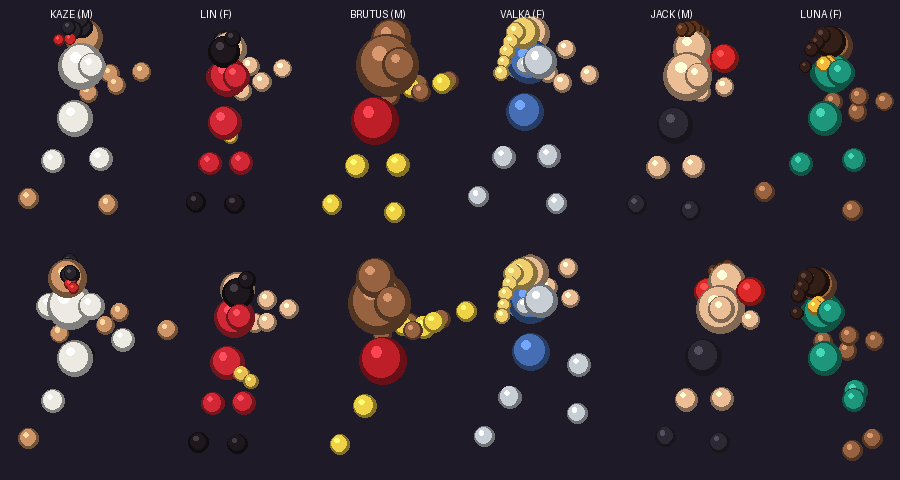 KAZE (M)
LIN (F)
BRUTUS (M)
VALKA (F)
JACK (M)
LUNA (F)